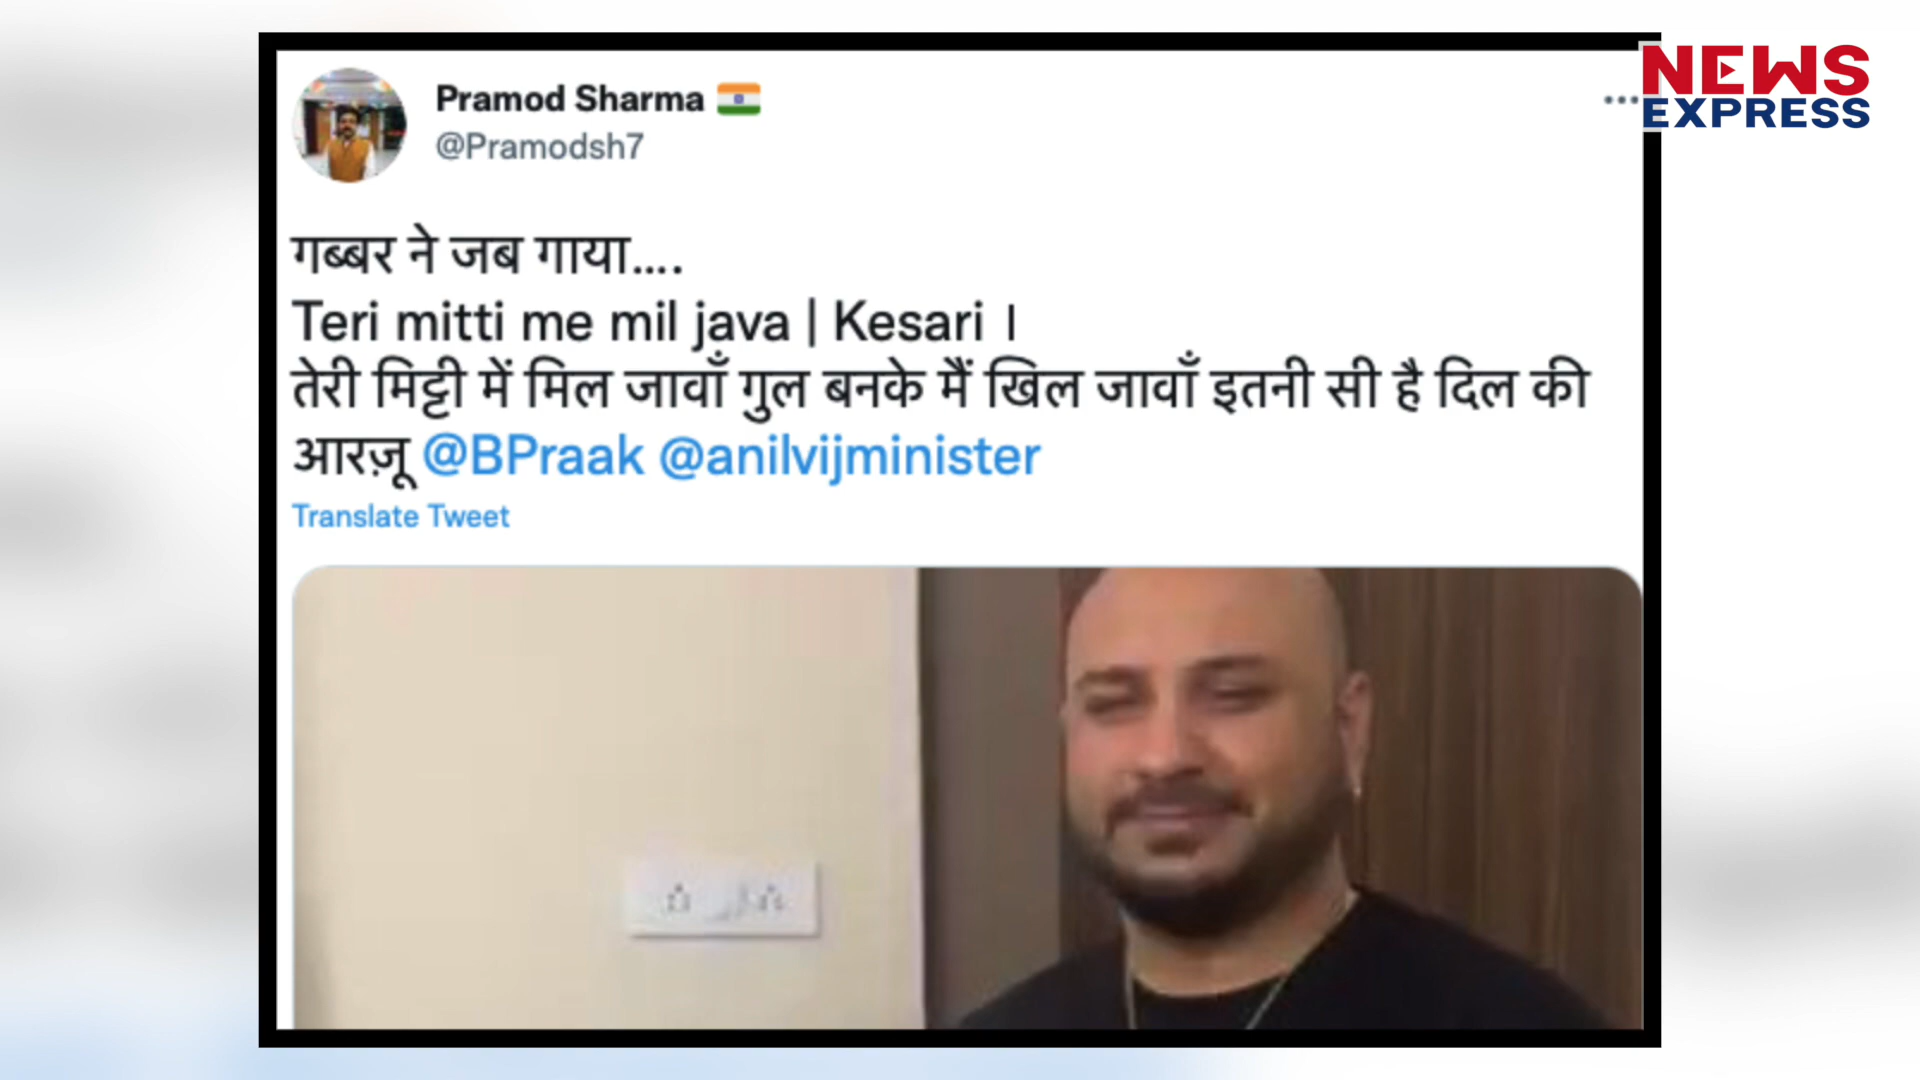 Pramod Sharma
@Pramodsh7
NEWS
EXPRESS
गब्बर ने जब गाया....
Teri mitti me mil java | Kesari ।
तेरी मिट्टी में मिल जावाँ गुल बनके मैं खिल जावाँ इतनी सी है दिल की
आरज़ू @BPraak @anilvijminister
Translate Tweet